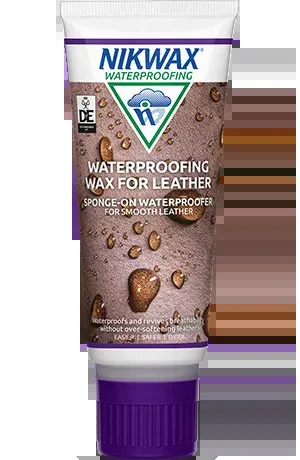 NIKWAX
WATERPROOFING
DE
WATERPROOFING
WAX FOR LEATHER
SPONGE-ON WATERPROOFER
FOR SMOOTH LEATHER
Waterproofs and revives breathability
without over-softening leather
EASIER | SAFER | DRIER